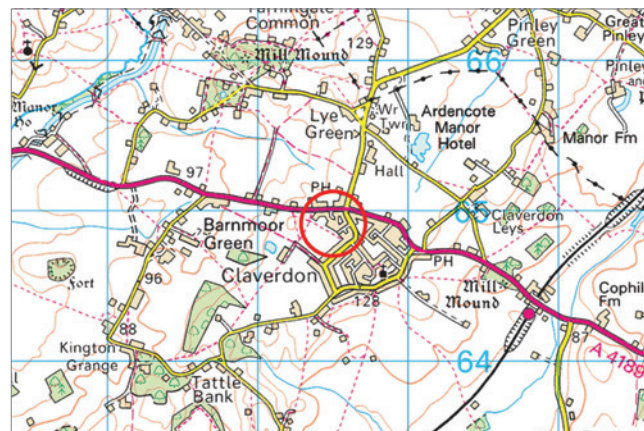 Common
Mill Mound
129
Pinley
Green
Great
Pinley
66
Pinley
Manor
Ho
Lye
Green
Wr
Twr
Ardencote
Manor
Hotel
Manor Fm
Hall
97
PH
65
Barnmoor
Green
Claverdon
Leys
Claverdon
PH
Fort
96
Mill
Mound
Cophill
Fm
128
88
87
A 4189
Kington
Grange
64
Tattle
Bank